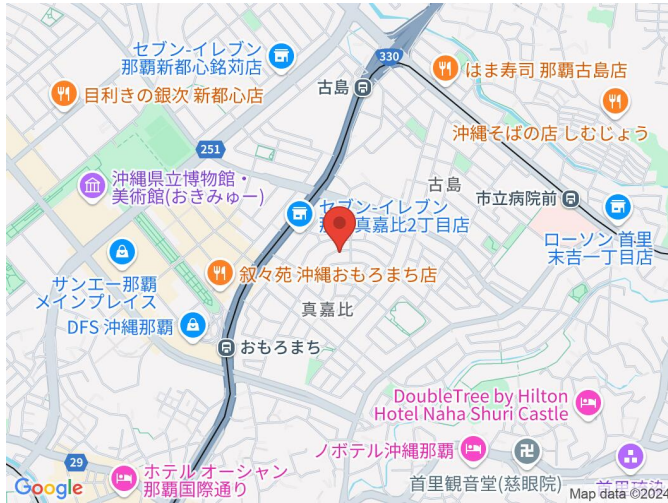 セブン-イレブン
那覇新都心銘苅店
目利きの銀次 新都心店
古島
330
はま寿司 那覇古島店
沖縄そばの店 しむじょう
251
沖縄県立博物館・
美術館(おきみゅー)
古島
市立病院前
セブン-イレブン
真嘉比2丁目店
ローソン 首里
末吉一丁目店
サンエー那覇
メインプレイス
叙々苑 沖縄おもろまち店
DFS 沖縄那覇
真嘉比
おもろまち
DoubleTree by Hilton
Hotel Naha Shuri Castle
29
ホテル オーシャン
那覇国際通り
ノボテル沖縄那覇
首里観音堂(慈眼院)
Google
Map data ©202